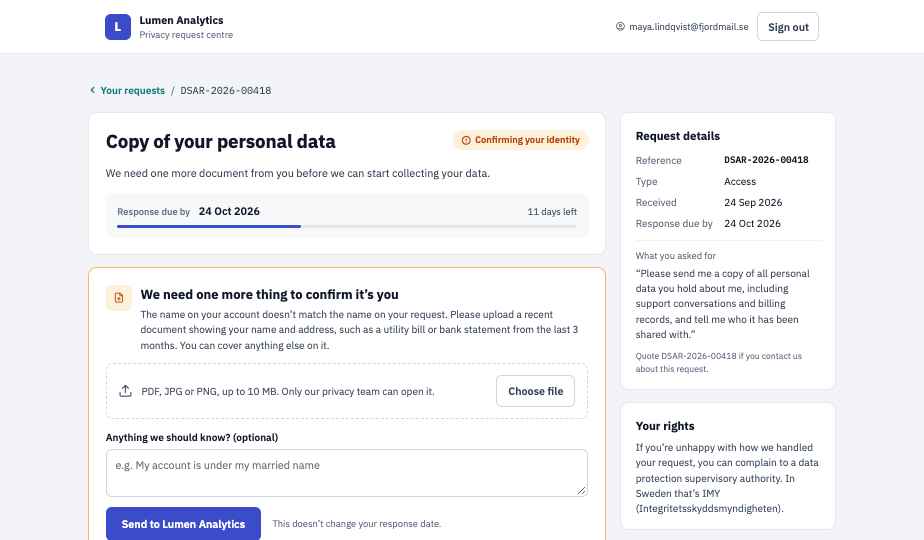 L
Lumen Analytics
Privacy request centre
maya.lindqvist@fjordmail.se
Sign out
Your requests / DSAR-2026-00418
Copy of your personal data
Confirming your identity
We need one more document from you before we can start collecting your data.
Response due by 24 Oct 2026
11 days left
We need one more thing to confirm it’s you
The name on your account doesn’t match the name on your request. Please upload a recent
document showing your name and address, such as a utility bill or bank statement from the last 3
months. You can cover anything else on it.
PDF, JPG or PNG, up to 10 MB. Only our privacy team can open it.
Choose file
Anything we should know? (optional)
e.g. My account is under my married name
Send to Lumen Analytics
This doesn’t change your response date.
Request details
Reference DSAR-2026-00418
Type Access
Received 24 Sep 2026
Response due by 24 Oct 2026
What you asked for
“Please send me a copy of all personal
data you hold about me, including
support conversations and billing
records, and tell me who it has been
shared with.”
Quote DSAR-2026-00418 if you contact us
about this request.
Your rights
If you’re unhappy with how we handled
your request, you can complain to a data
protection supervisory authority. In
Sweden that’s IMY
(Integritetsskyddsmyndigheten).